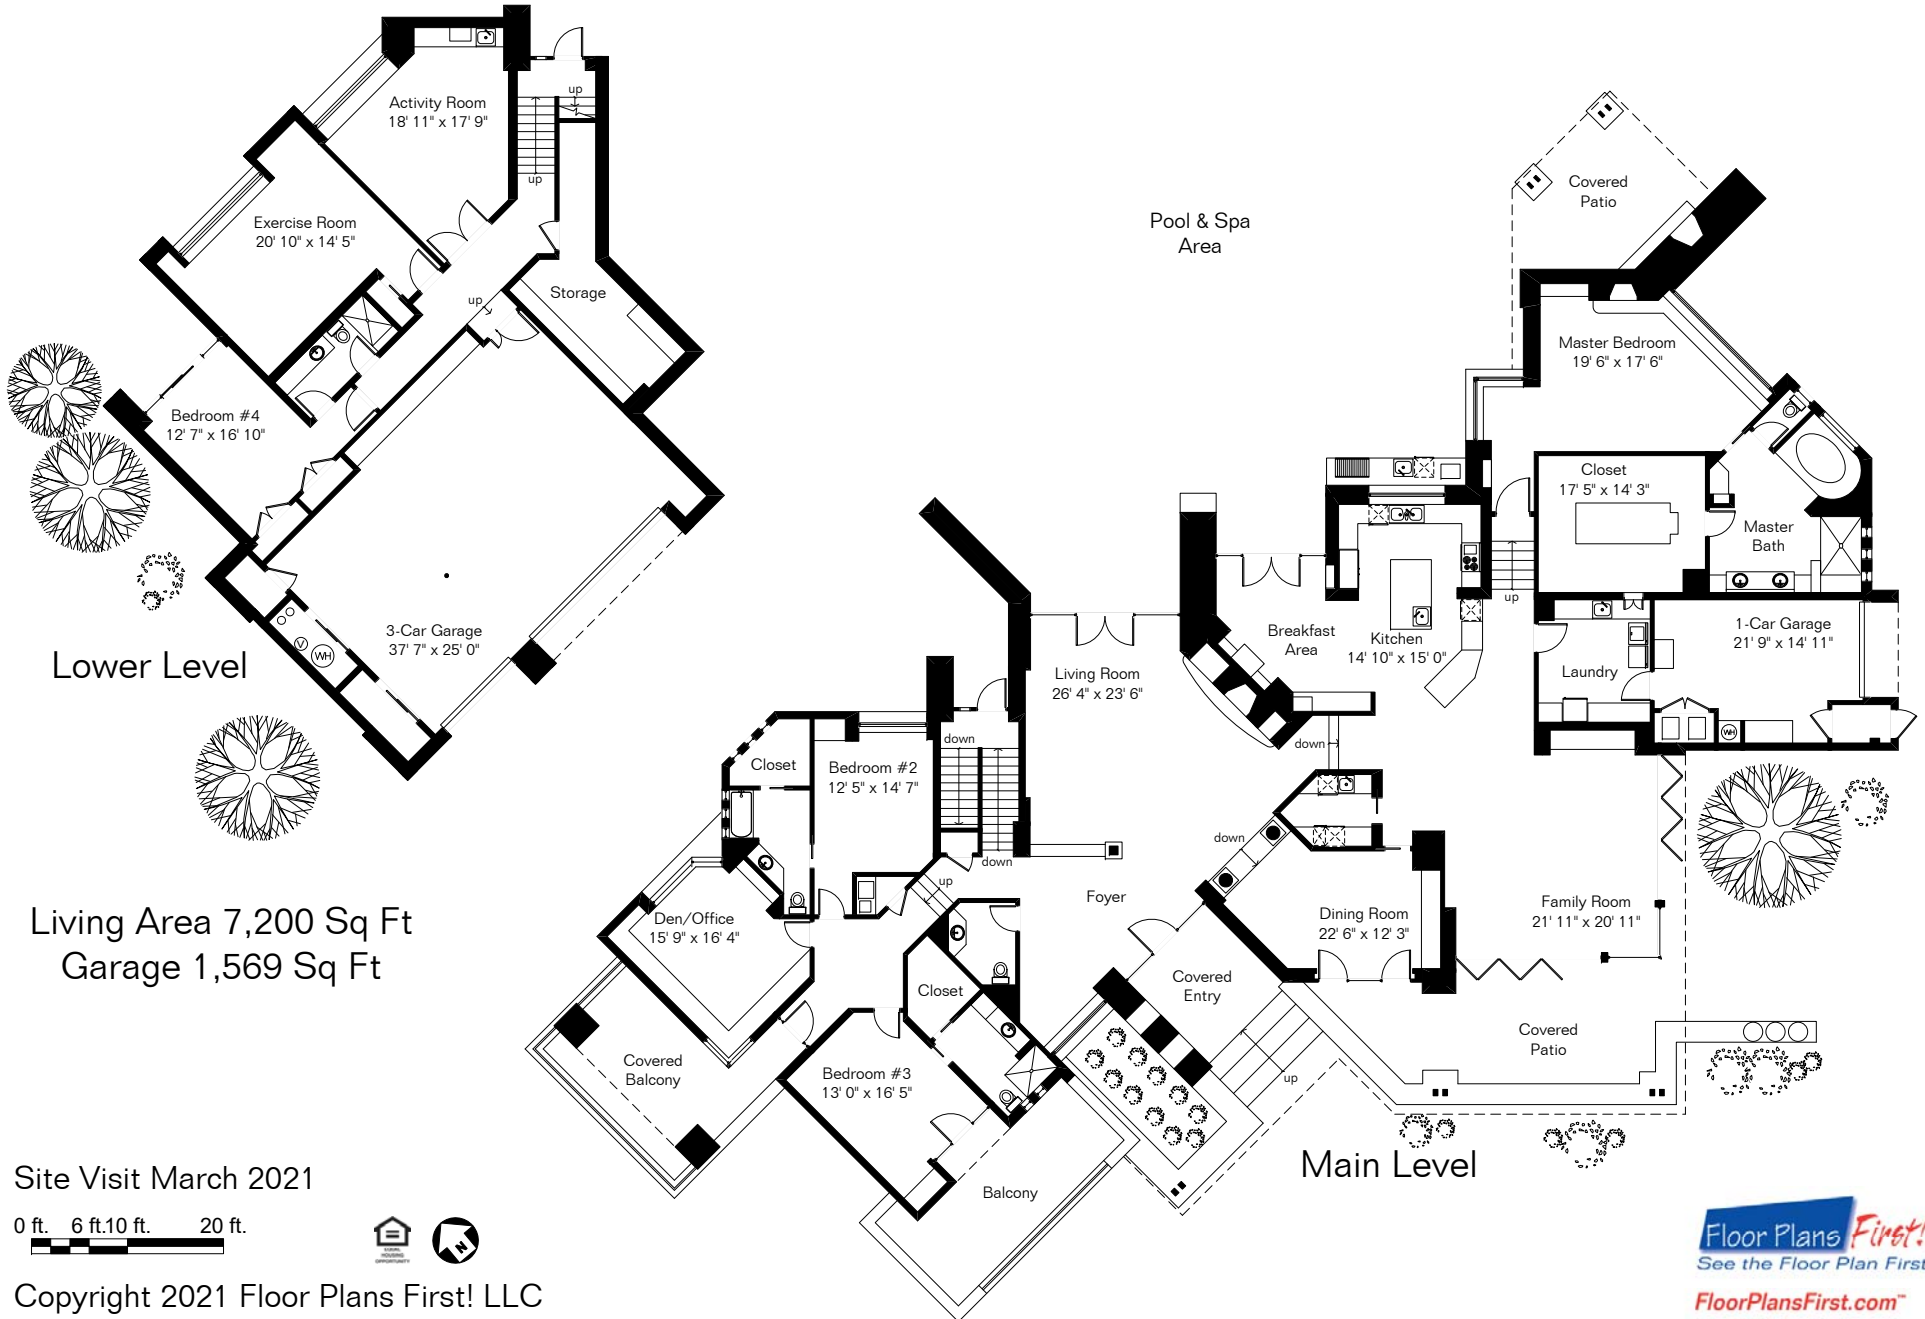 Activity Room
18' 11" x 17' 9"
up
up
Exercise Room
20' 10" x 14' 5"
Storage
up
Bedroom #4
12' 7" x 16' 10"
3-Car Garage
37' 7" x 25' 0"
V
WH
Lower Level
Pool & Spa
Area
Covered
Patio
Master Bedroom
19' 6" x 17' 6"
Closet
17' 5" x 14' 3"
Master
Bath
up
1-Car Garage
21' 9" x 14' 11"
Laundry
WH
Breakfast
Area
Kitchen
14' 10" x 15' 0"
Living Room
26' 4" x 23' 6"
down
down
Closet
Bedroom #2
12' 5" x 14' 7"
down
down
up
Foyer
Den/Office
15' 9" x 16' 4"
Dining Room
22' 6" x 12' 3"
Family Room
21' 11" x 20' 11"
Covered
Entry
Closet
Covered
Patio
Covered
Balcony
Bedroom #3
13' 0" x 16' 5"
up
Balcony
Main Level
Living Area 7,200 Sq Ft
Garage 1,569 Sq Ft
Site Visit March 2021
0 ft. 6 ft.10 ft. 20 ft.
EQUAL HOUSING
OPPORTUNITY
N
Copyright 2021 Floor Plans First! LLC
Floor Plans First!
See the Floor Plan First
FloorPlansFirst.com™